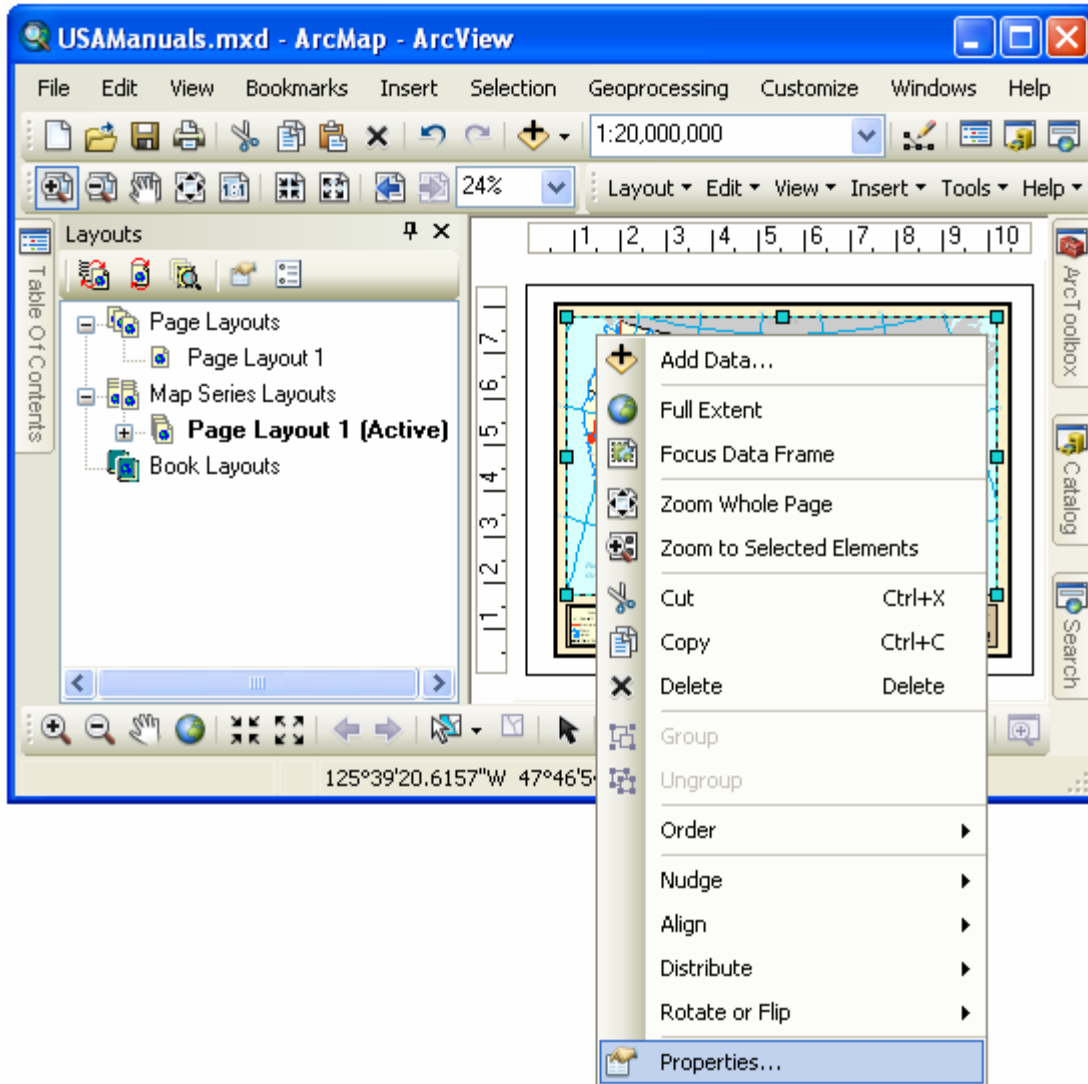 USAManuals.mxd - ArcMap - ArcView
File Edit View Bookmarks Insert Selection Geoprocessing Customize Windows Help
1:20,000,000
1:1 24% Layout Edit View Insert Tools Help
Table Of Contents
Layouts
Page Layouts
Page Layout 1
Map Series Layouts
Page Layout 1 (Active)
Book Layouts
1 2 3 4 5 6 7 8 9 10
7
6
5
4
3
2
1
Add Data...
Full Extent
Focus Data Frame
Zoom Whole Page
Zoom to Selected Elements
Cut Ctrl+X
Copy Ctrl+C
Delete Delete
Group
Ungroup
Order
Nudge
Align
Distribute
Rotate or Flip
Properties...
ArcToolbox
Catalog
Search
125°39'20.6157"W